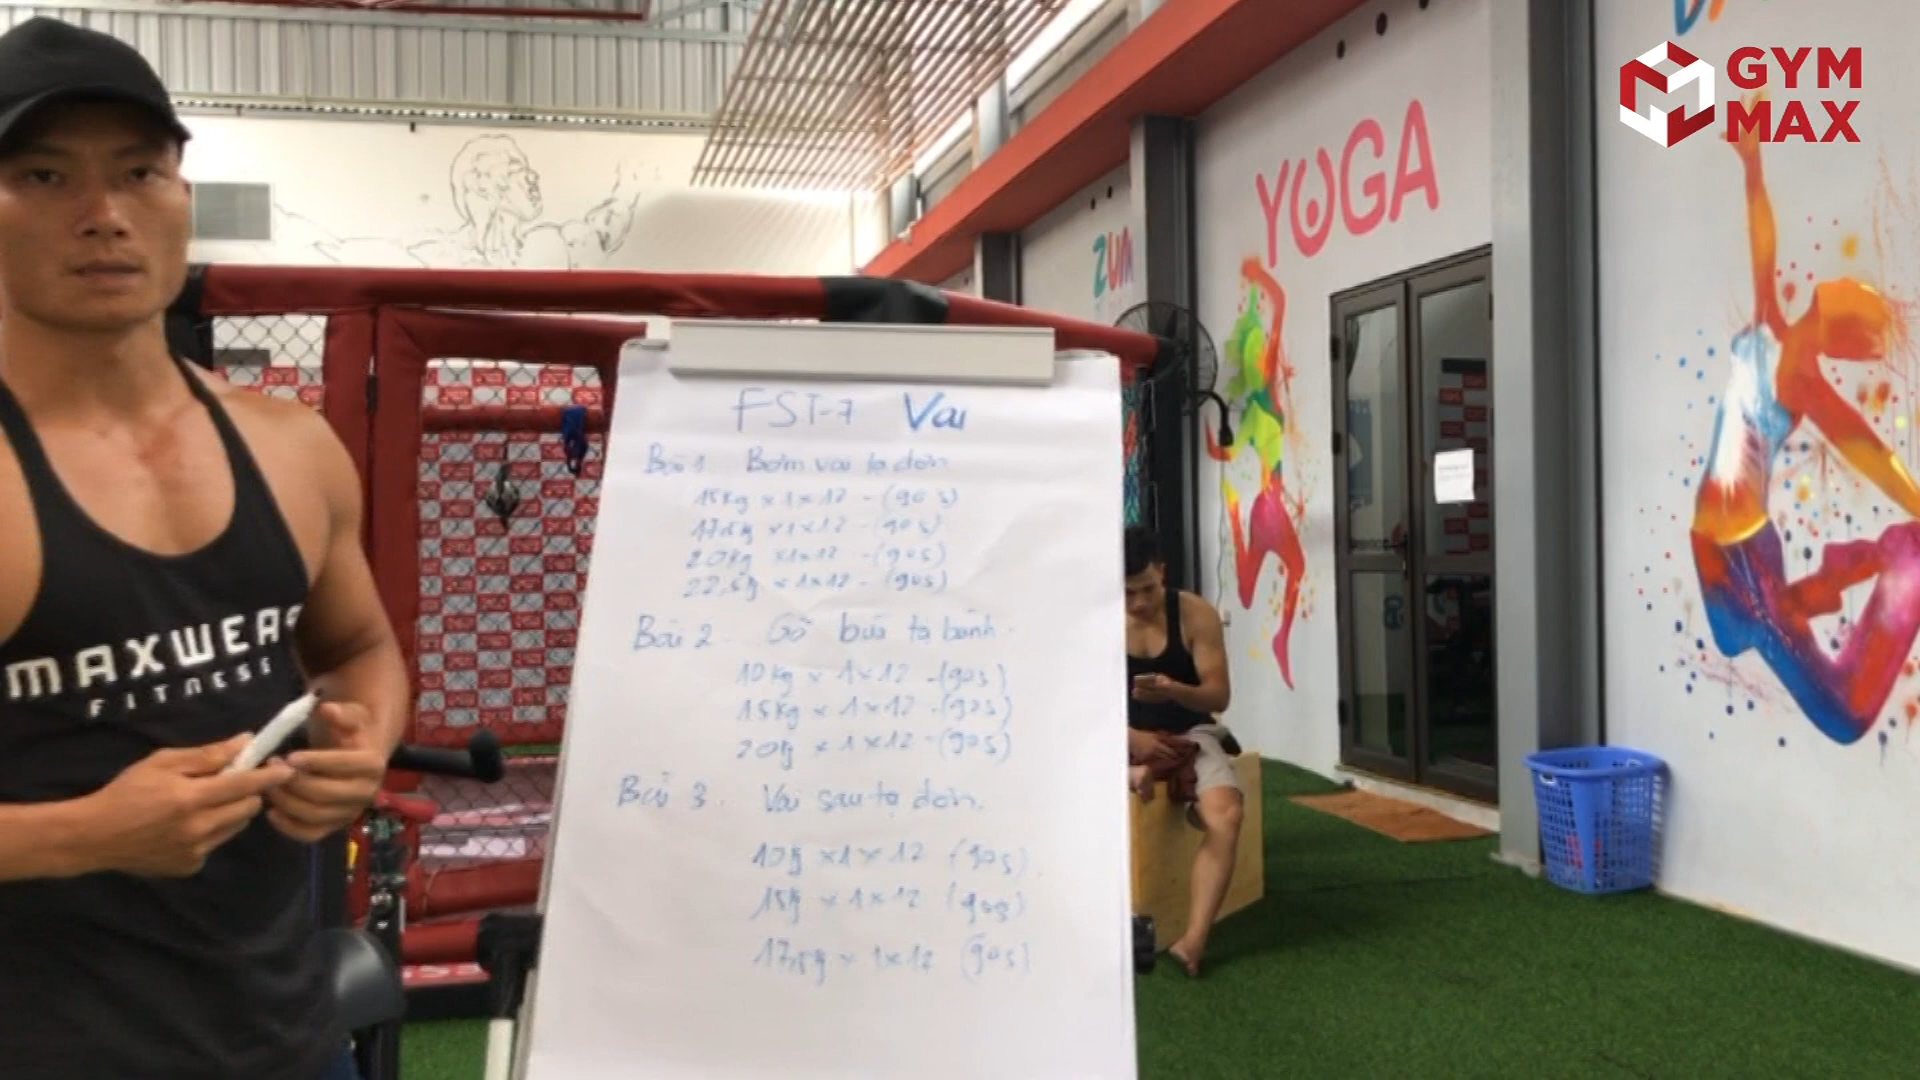 GYM
MAX
YOGA
ZUM
MAXWEAR
FITNESS
FST-7 Vai
Bài 1. Bơm vai tạ đơn
15kg × 1 × 12 - (90s)
17,5kg × 1 × 12 - (90s)
20kg × 1 × 12 - (90s)
22,5kg × 1 × 12 - (90s)
Bài 2. Gõ búa tạ bánh.
10kg × 1 × 12 - (90s)
15kg × 1 × 12 - (90s)
20kg × 1 × 12 - (90s)
Bài 3. Vai sau tạ đơn.
10kg × 1 × 12 (90s)
15kg × 1 × 12 (90s)
17,5kg × 1 × 12 (90s)